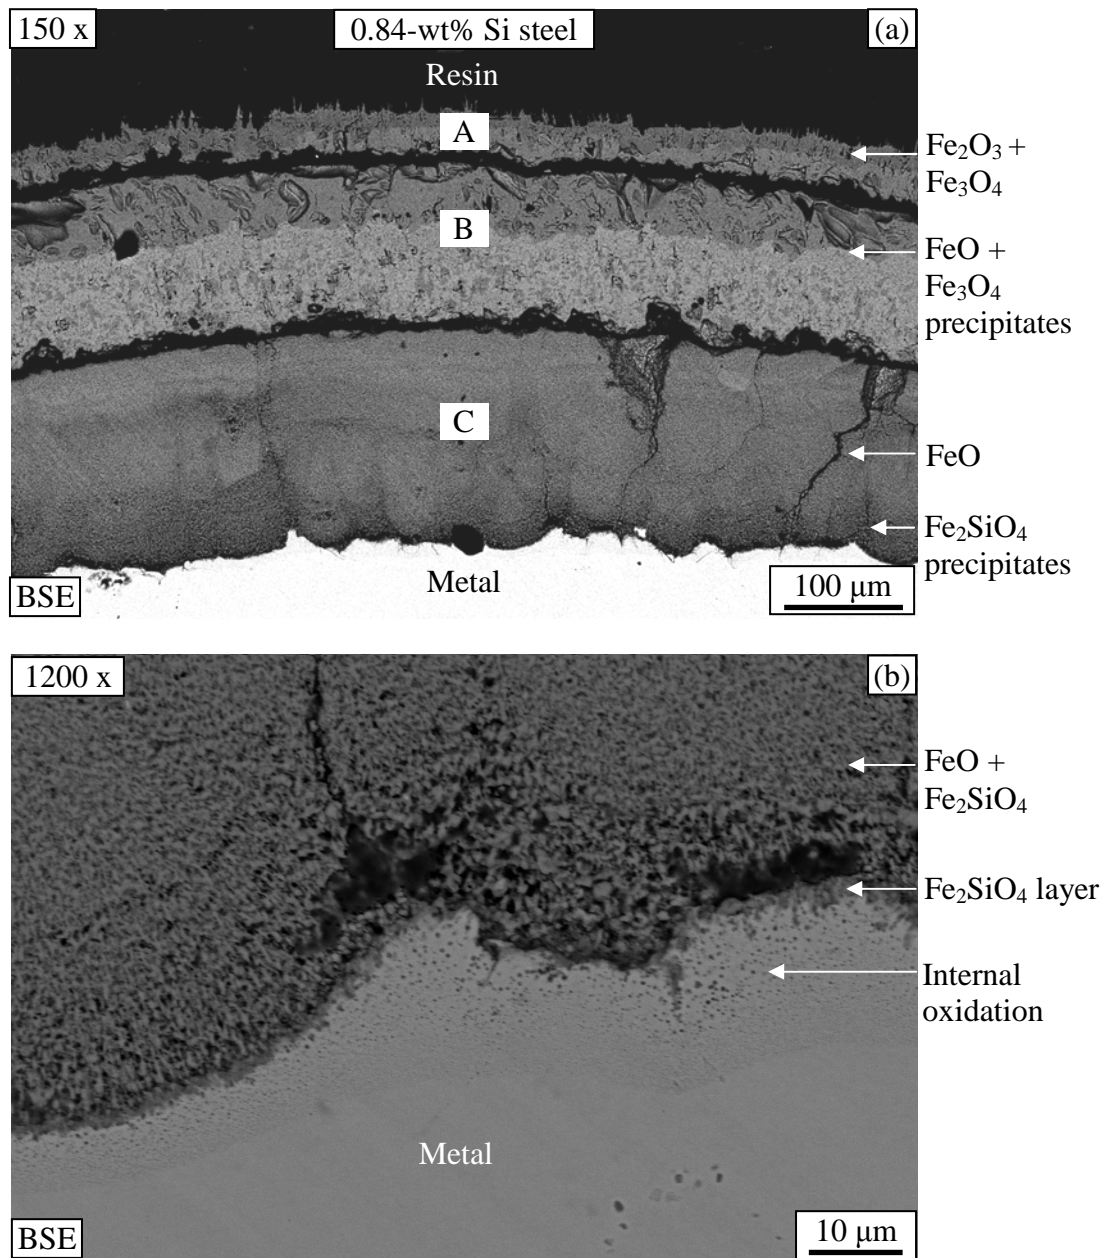 150 x
0.84-wt% Si steel
(a)
Resin
A
Fe₂O₃ +
Fe₃O₄
B
FeO +
Fe₃O₄
precipitates
C
FeO
Fe₂SiO₄
precipitates
Metal
BSE
100 μm
1200 x
(b)
FeO +
Fe₂SiO₄
Fe₂SiO₄ layer
Internal
oxidation
Metal
BSE
10 μm